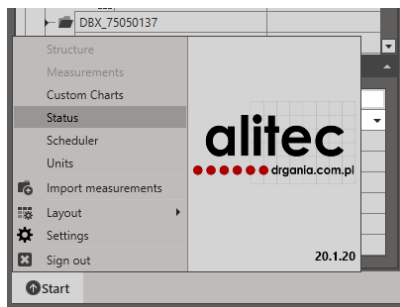 DBX_75050137
Structure
Measurements
Custom Charts
Status
Scheduler
Units
Import measurements
Layout
Settings
Sign out
alitec
drgania.com.pl
20.1.20
Start